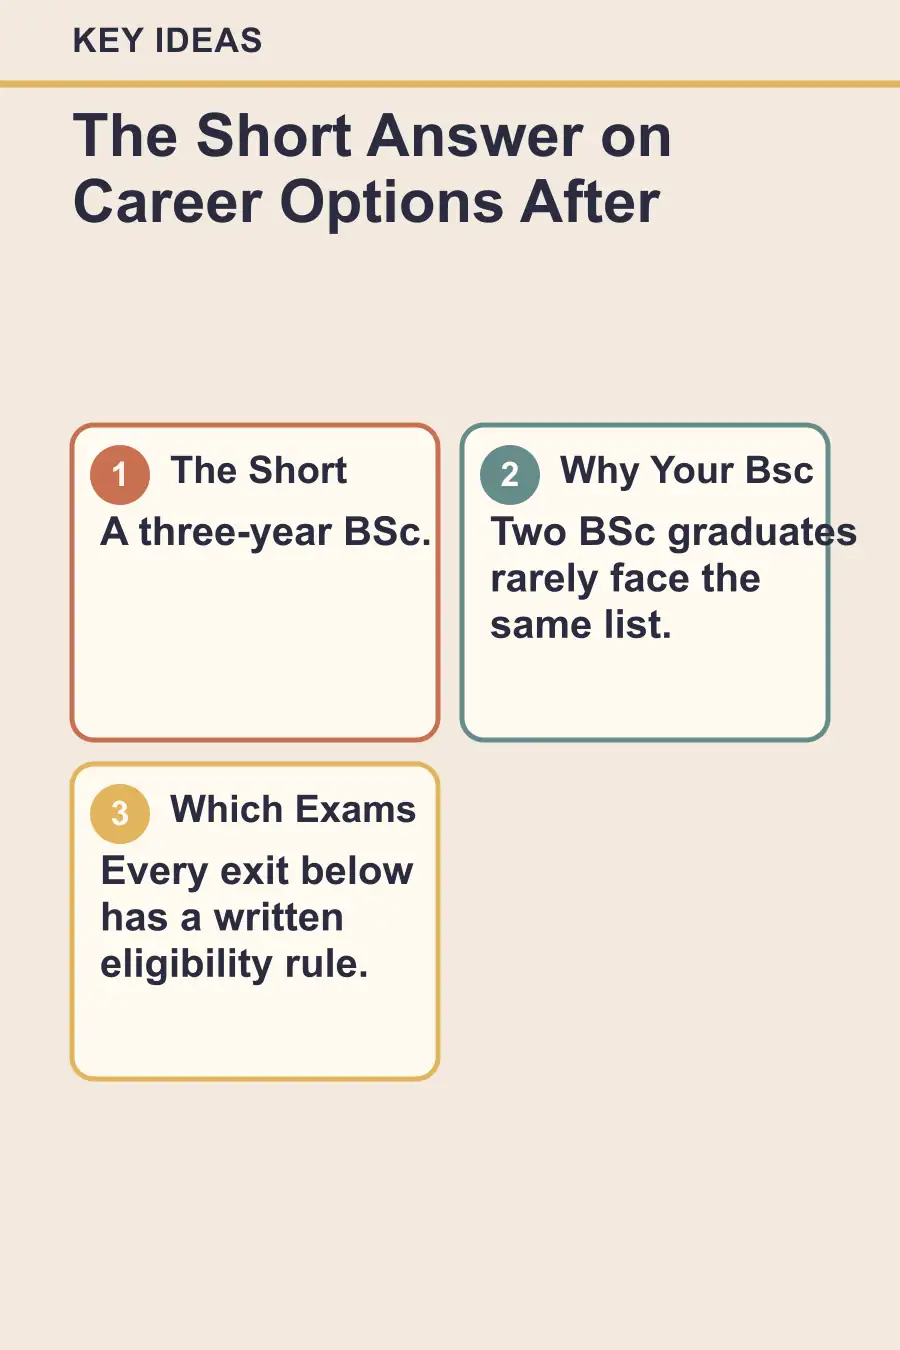 KEY IDEAS
The Short Answer on
Career Options After
1 The Short
A three-year BSc.
2 Why Your Bsc
Two BSc graduates
rarely face the
same list.
3 Which Exams
Every exit below
has a written
eligibility rule.